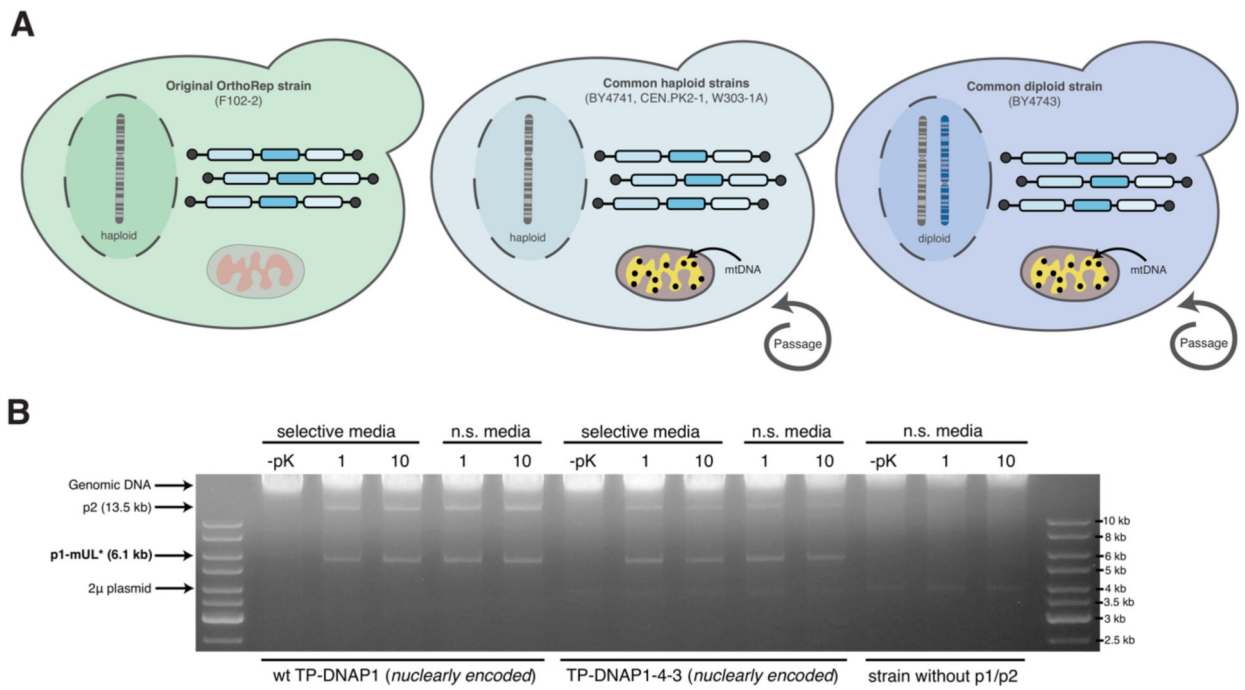 A
Original OrthoRep strain
(F102-2)
haploid
Common haploid strains
(BY4741, CEN.PK2-1, W303-1A)
haploid
mtDNA
Passage
Common diploid strain
(BY4743)
diploid
mtDNA
Passage
B
selective media n.s. media selective media n.s. media n.s. media
-pK 1 10 1 10 -pK 1 10 1 10 -pK 1 10
Genomic DNA
p2 (13.5 kb)
p1-mUL* (6.1 kb)
2μ plasmid
10 kb
8 kb
6 kb
5 kb
4 kb
3.5 kb
3 kb
2.5 kb
wt TP-DNAP1 (nuclearly encoded) TP-DNAP1-4-3 (nuclearly encoded) strain without p1/p2